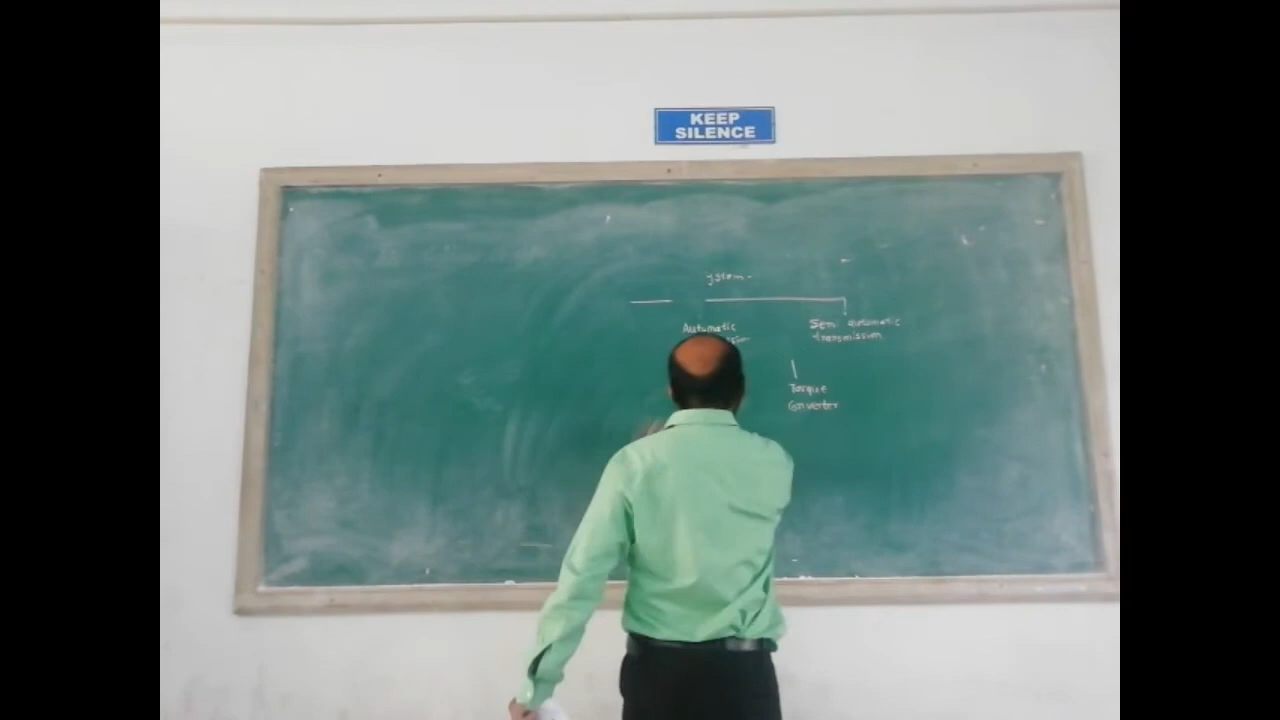 KEEP
SILENCE
ystem
Automatic
Semi automatic
transmission
Torque
Converter